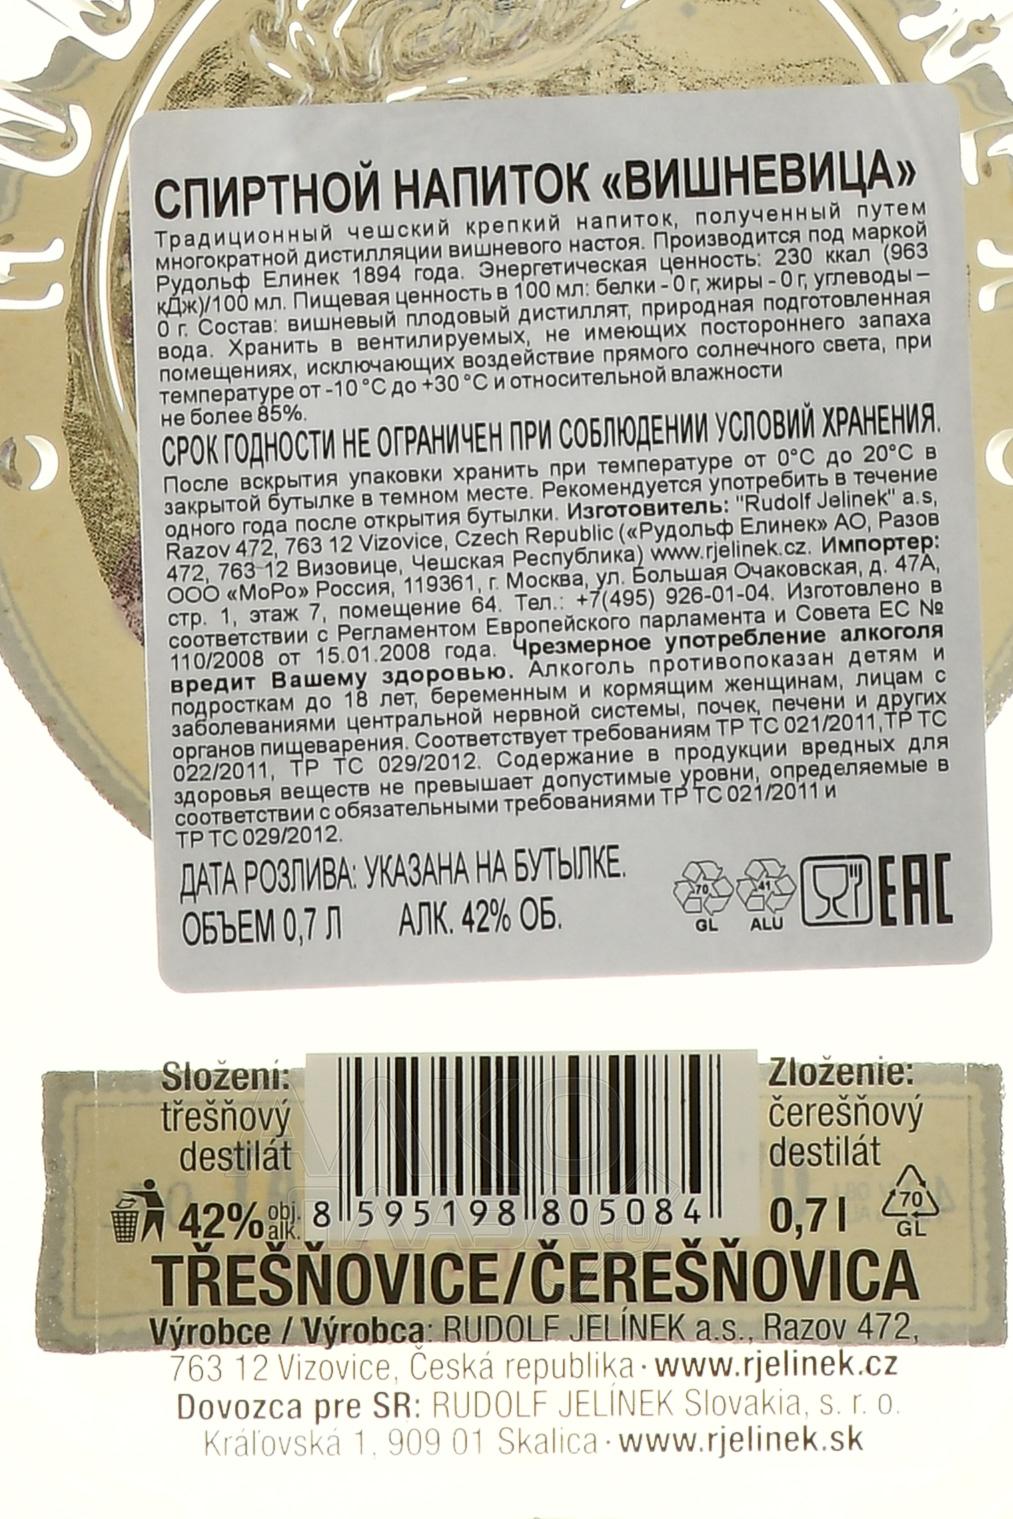 СПИРТНОЙ НАПИТОК «ВИШНЕВИЦА»
Традиционный чешский крепкий напиток, полученный путем
многократной дистилляции вишневого настоя. Производится под маркой
Рудольф Елинек 1894 года. Энергетическая ценность: 230 ккал (963
кДж)/100 мл. Пищевая ценность в 100 мл: белки - 0 г, жиры - 0 г, углеводы –
0 г. Состав: вишневый плодовый дистиллят, природная подготовленная
вода. Хранить в вентилируемых, не имеющих постороннего запаха
помещениях, исключающих воздействие прямого солнечного света, при
температуре от -10 °С до +30 °С и относительной влажности
не более 85%.
СРОК ГОДНОСТИ НЕ ОГРАНИЧЕН ПРИ СОБЛЮДЕНИИ УСЛОВИЙ ХРАНЕНИЯ.
После вскрытия упаковки хранить при температуре от 0°С до 20°С в
закрытой бутылке в темном месте. Рекомендуется употребить в течение
одного года после открытия бутылки. Изготовитель: "Rudolf Jelinek" a.s,
Razov 472, 763 12 Vizovice, Czech Republic («Рудольф Елинек» АО, Разов
472, 763 12 Визовице, Чешская Республика) www.rjelinek.cz. Импортер:
ООО «МоРо» Россия, 119361, г. Москва, ул. Большая Очаковская, д. 47А,
стр. 1, этаж 7, помещение 64. Тел.: +7(495) 926-01-04. Изготовлено в
соответствии с Регламентом Европейского парламента и Совета ЕС №
110/2008 от 15.01.2008 года. Чрезмерное употребление алкоголя
вредит Вашему здоровью. Алкоголь противопоказан детям и
подросткам до 18 лет, беременным и кормящим женщинам, лицам с
заболеваниями центральной нервной системы, почек, печени и других
органов пищеварения. Соответствует требованиям ТР ТС 021/2011, ТР ТС
022/2011, ТР ТС 029/2012. Содержание в продукции вредных для
здоровья веществ не превышает допустимые уровни, определяемые в
соответствии с обязательными требованиями ТР ТС 021/2011 и
ТР ТС 029/2012.
ДАТА РОЗЛИВА: УКАЗАНА НА БУТЫЛКЕ.
ОБЪЕМ 0,7 Л АЛК. 42% ОБ.
70 GL 41 ALU EAC
Složení:
třešňový
destilát
42% obj. alk.
8 595198 805084
Zloženie:
čerešňový
destilát
0,7 l
70
GL
TŘEŠŇOVICE/ČEREŠŇOVICA
Výrobce / Výrobca: RUDOLF JELÍNEK a.s., Razov 472,
763 12 Vizovice, Česká republika · www.rjelinek.cz
Dovozca pre SR: RUDOLF JELÍNEK Slovakia, s. r. o.
Kráľovská 1, 909 01 Skalica · www.rjelinek.sk